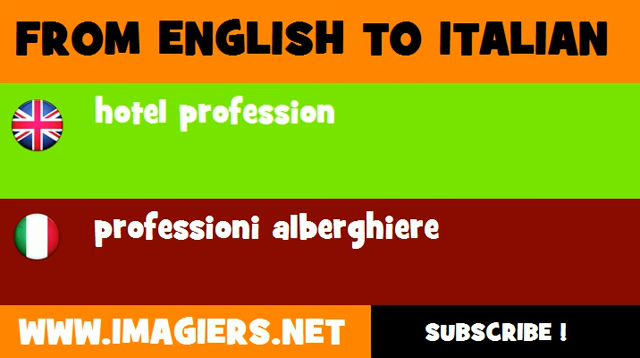 FROM ENGLISH TO ITALIAN
hotel profession
professioni alberghiere
WWW.IMAGIERS.NET
SUBSCRIBE !